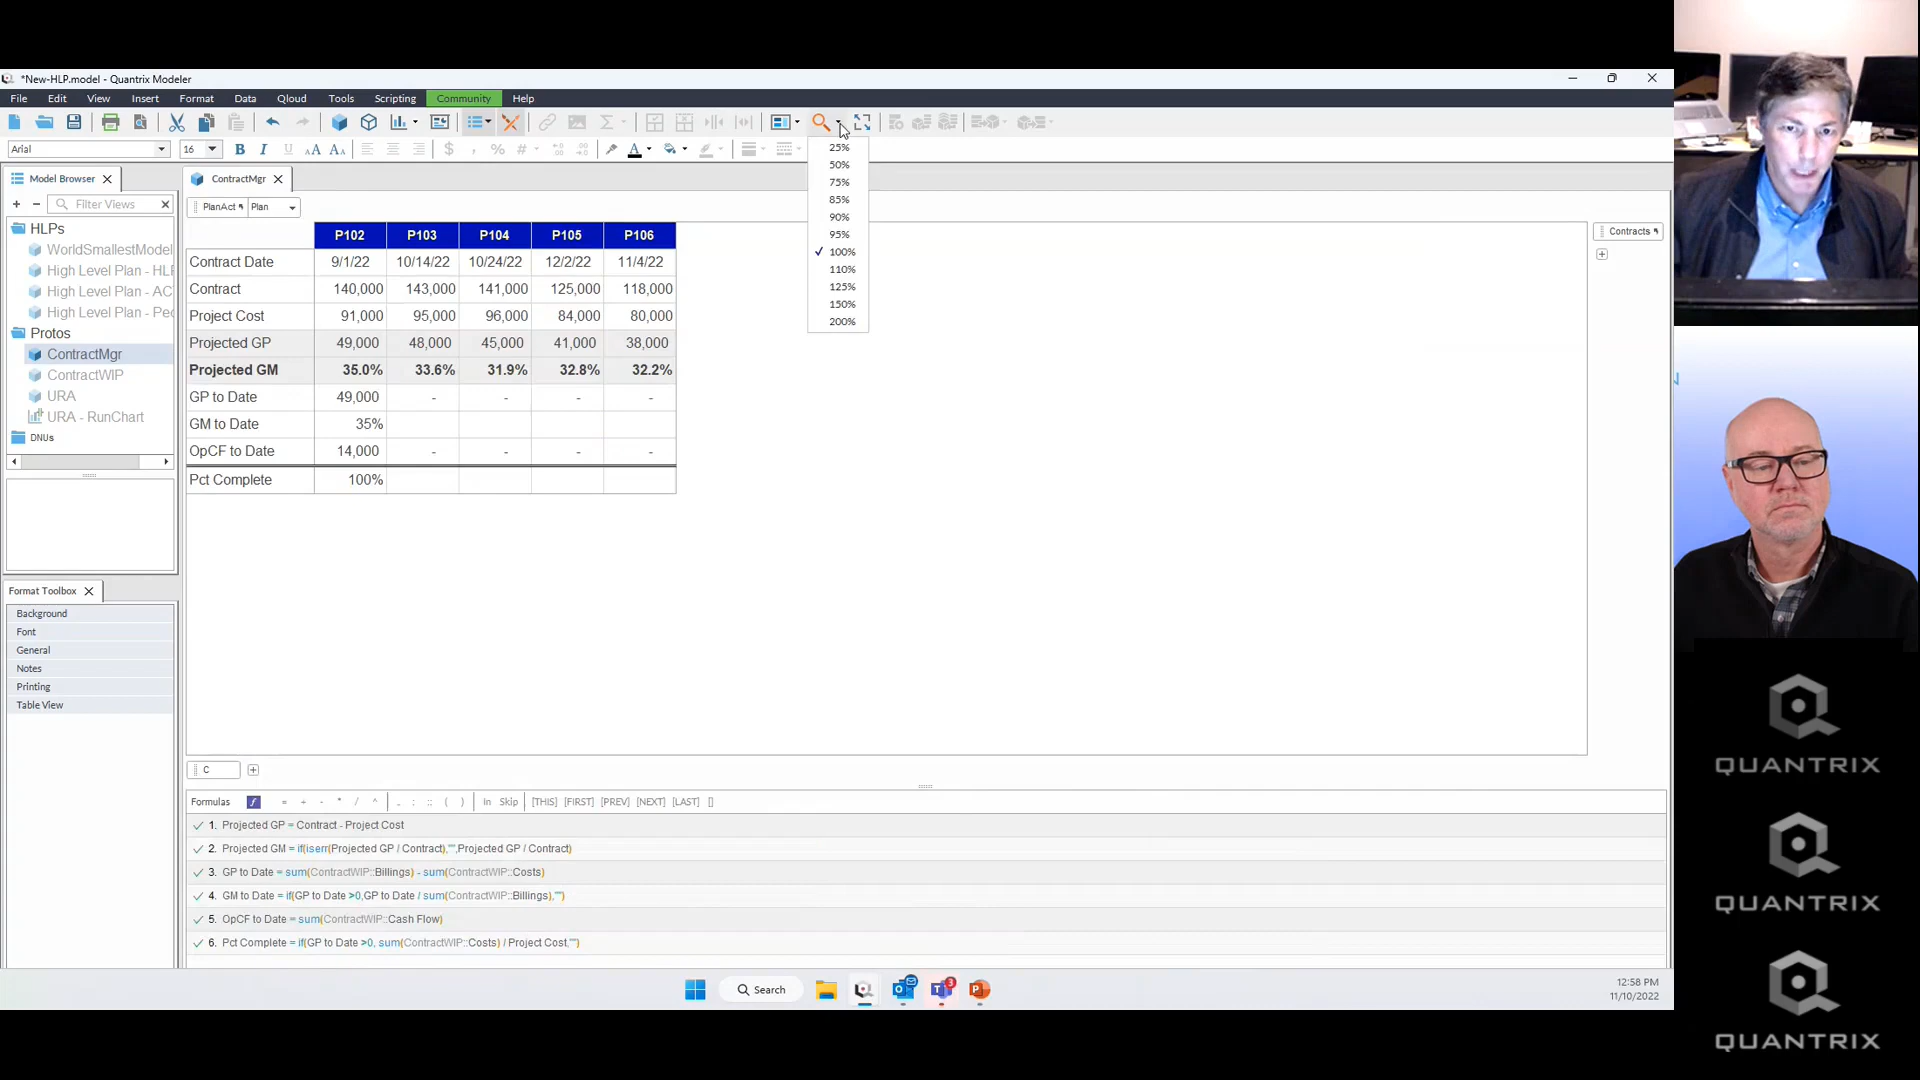 *New-HLP.model - Quantrix Modeler
File Edit View Insert Format Data Qloud Tools Scripting Community Help
Arial 16 B I U
Model Browser
ContractMgr
Filter Views
PlanAct Plan
HLPs
WorldSmallestModel
High Level Plan - HLP
High Level Plan - AC
High Level Plan - Pec
Protos
ContractMgr
ContractWIP
URA
URA - RunChart
DNUs
P102 P103 P104 P105 P106
Contract Date 9/1/22 10/14/22 10/24/22 12/2/22 11/4/22
Contract 140,000 143,000 141,000 125,000 118,000
Project Cost 91,000 95,000 96,000 84,000 80,000
Projected GP 49,000 48,000 45,000 41,000 38,000
Projected GM 35.0% 33.6% 31.9% 32.8% 32.2%
GP to Date 49,000 - - - -
GM to Date 35%
OpCF to Date 14,000 - - - -
Pct Complete 100%
25%
50%
75%
85%
90%
95%
100%
110%
125%
150%
200%
Contracts
Format Toolbox
Background
Font
General
Notes
Printing
Table View
C
Formulas = + - * / ^ .. : :: ( ) In Skip [THIS] [FIRST] [PREV] [NEXT] [LAST] []
1. Projected GP = Contract - Project Cost
2. Projected GM = if(iserr(Projected GP / Contract),"",Projected GP / Contract)
3. GP to Date = sum(ContractWIP::Billings) - sum(ContractWIP::Costs)
4. GM to Date = if(GP to Date >0,GP to Date / sum(ContractWIP::Billings),"")
5. OpCF to Date = sum(ContractWIP::Cash Flow)
6. Pct Complete = if(GP to Date >0, sum(ContractWIP::Costs) / Project Cost,"")
Search
12:58 PM
11/10/2022
QUANTRIX
QUANTRIX
QUANTRIX